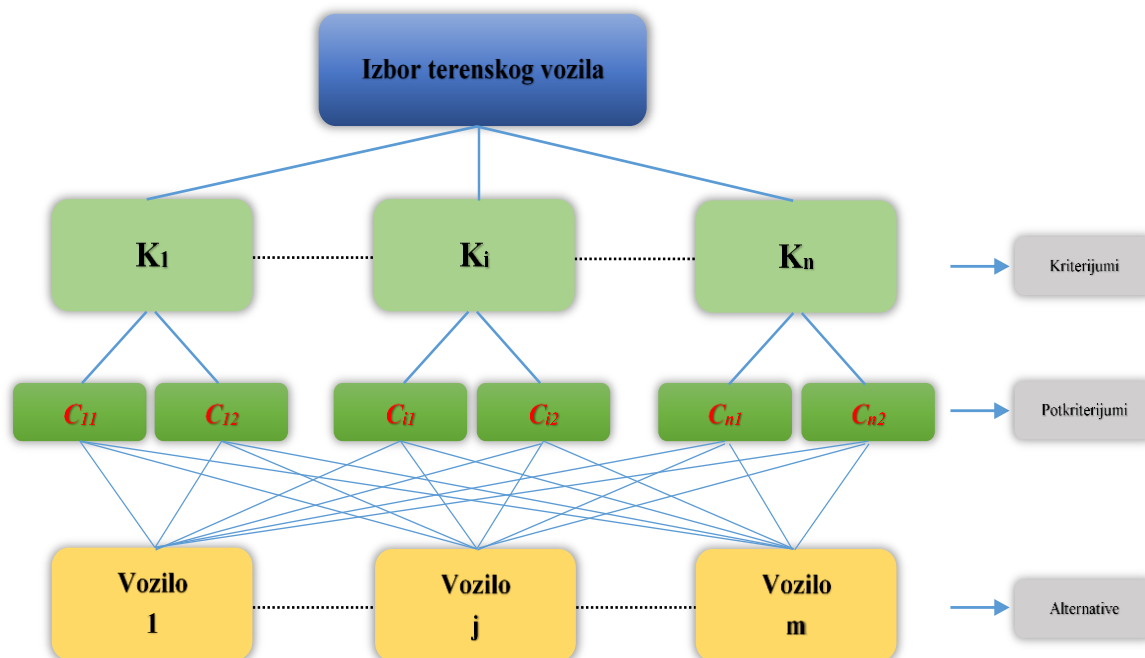 Izbor terenskog vozila
K1
Ki
Kn
Kriterijumi
C11
C12
Ci1
Ci2
Cn1
Cn2
Potkriterijumi
Vozilo
1
Vozilo
j
Vozilo
m
Alternative